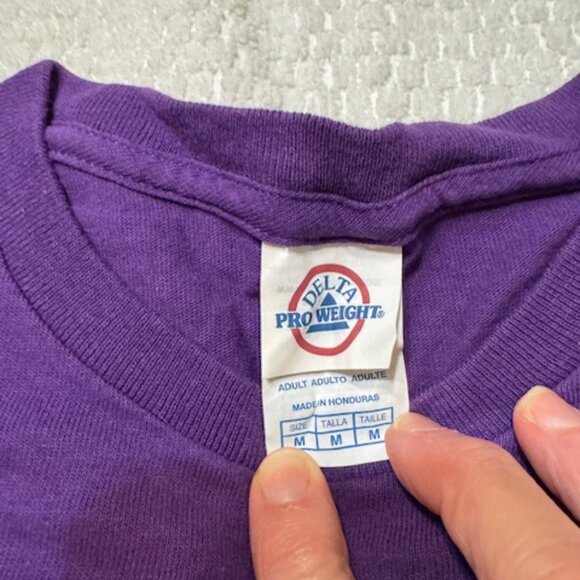 DELTA
PRO WEIGHT®
ADULT ADULTO ADULTE
MADE IN HONDURAS
SIZE TALLA TAILLE
M M M